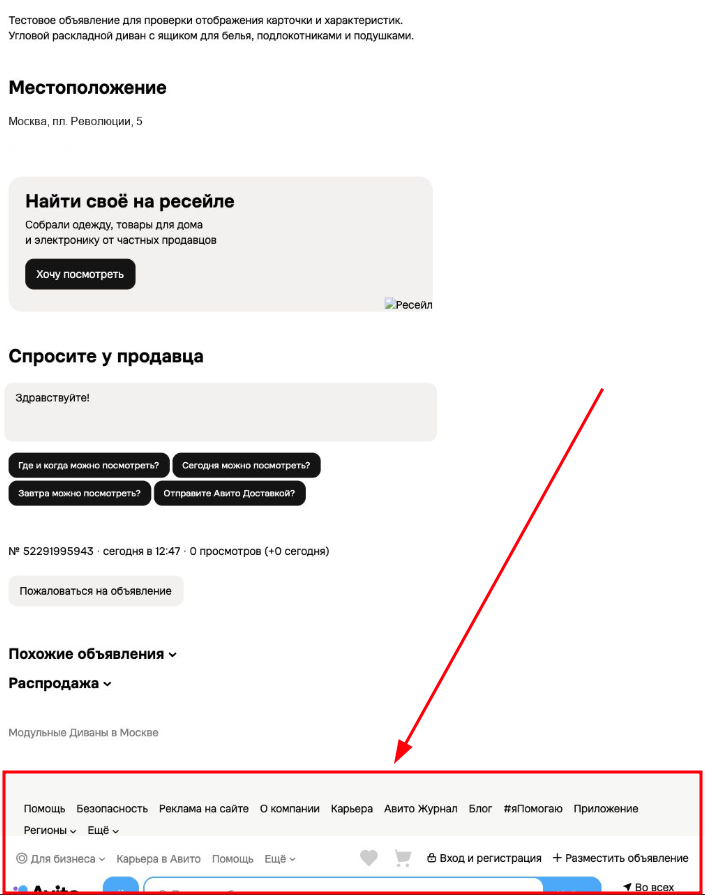 Тестовое объявление для проверки отображения карточки и характеристик.
Угловой раскладной диван с ящиком для белья, подлокотниками и подушками.
Местоположение
Москва, пл. Революции, 5
Найти своё на ресейле
Собрали одежду, товары для дома
и электронику от частных продавцов
Хочу посмотреть
Ресейл
Спросите у продавца
Здравствуйте!
Где и когда можно посмотреть? Сегодня можно посмотреть?
Завтра можно посмотреть? Отправите Авито Доставкой?
№ 52291995943 · сегодня в 12:47 · 0 просмотров (+0 сегодня)
Пожаловаться на объявление
Похожие объявления
Распродажа
Модульные Диваны в Москве
Помощь Безопасность Реклама на сайте О компании Карьера Авито Журнал Блог #яПомогаю Приложение
Регионы Ещё
Для бизнеса Карьера в Авито Помощь Ещё Вход и регистрация + Разместить объявление
Avito Во всех